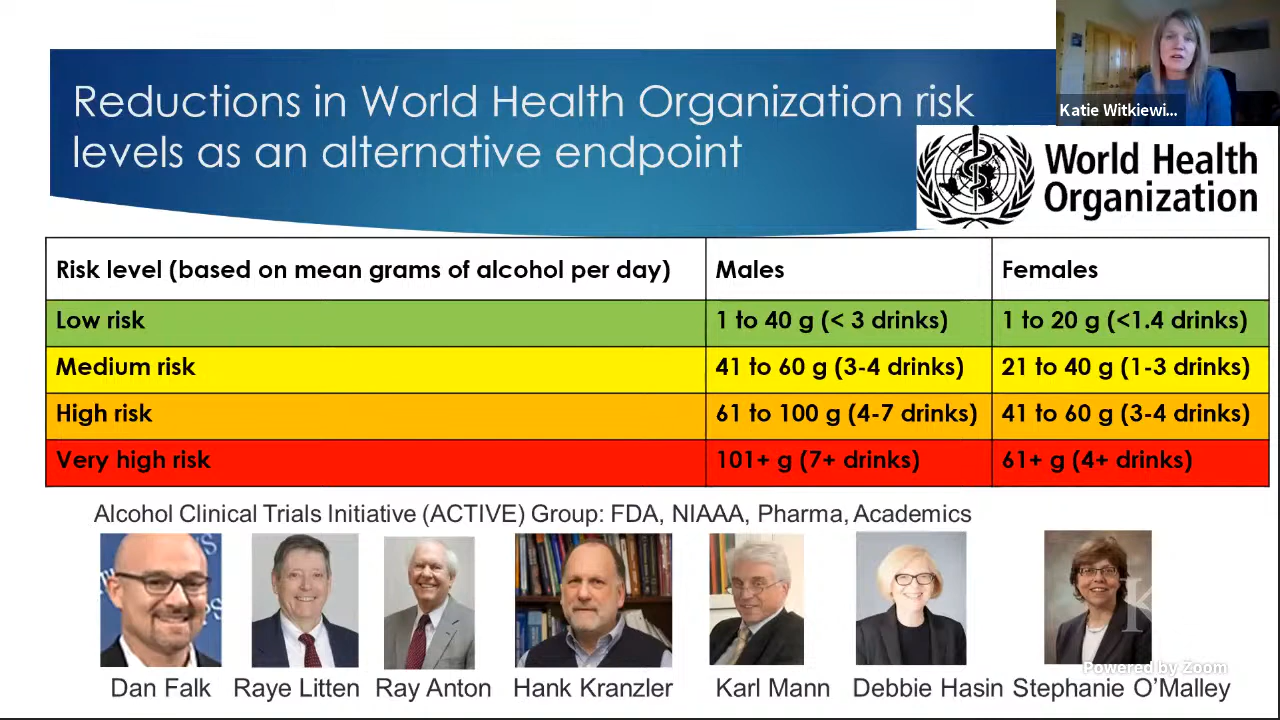 Katie Witkiewi...
Reductions in World Health Organization risk
levels as an alternative endpoint
World Health
Organization
Risk level (based on mean grams of alcohol per day) Males Females
Low risk 1 to 40 g (< 3 drinks) 1 to 20 g (<1.4 drinks)
Medium risk 41 to 60 g (3-4 drinks) 21 to 40 g (1-3 drinks)
High risk 61 to 100 g (4-7 drinks) 41 to 60 g (3-4 drinks)
Very high risk 101+ g (7+ drinks) 61+ g (4+ drinks)
Alcohol Clinical Trials Initiative (ACTIVE) Group: FDA, NIAAA, Pharma, Academics
Powered by Zoom
Dan Falk Raye Litten Ray Anton Hank Kranzler Karl Mann Debbie Hasin Stephanie O'Malley